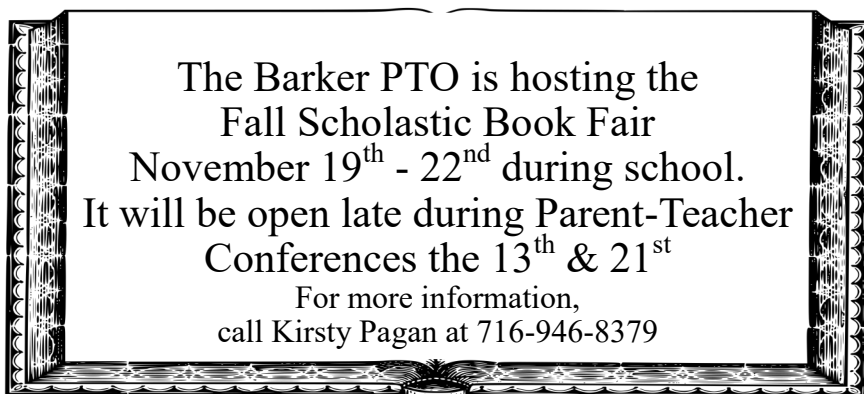 The Barker PTO is hosting the
Fall Scholastic Book Fair
November 19th - 22nd during school.
It will be open late during Parent-Teacher
Conferences the 13th & 21st
For more information,
call Kirsty Pagan at 716-946-8379